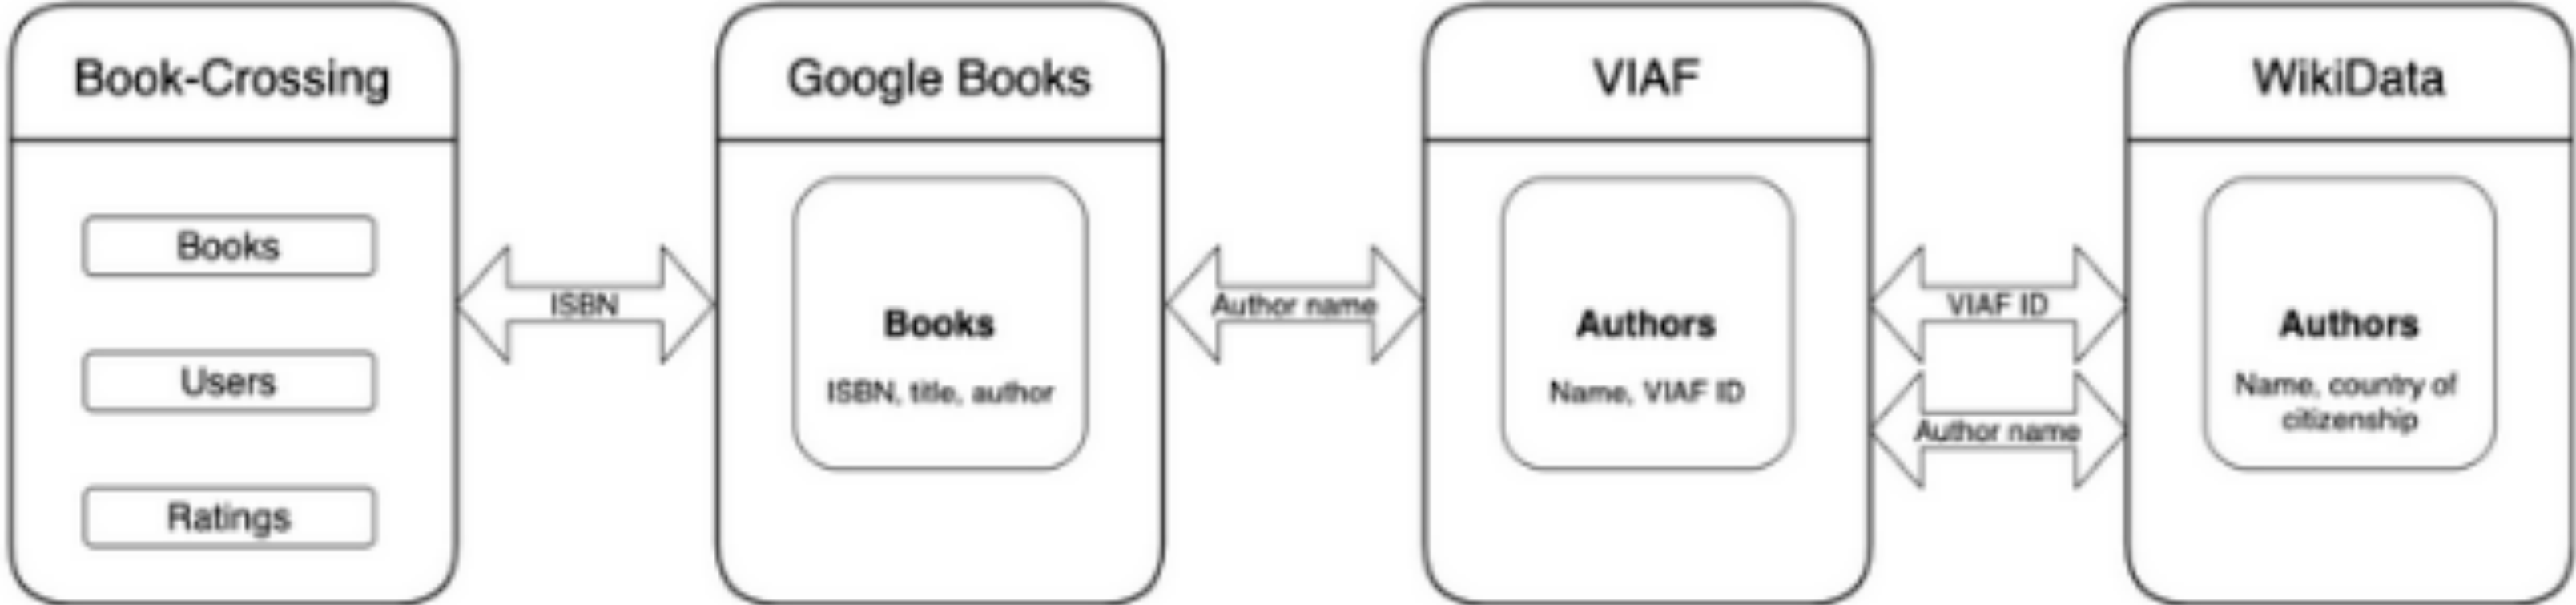 Book-Crossing
Books
Users
Ratings
ISBN
Google Books
Books
ISBN, title, author
Author name
VIAF
Authors
Name, VIAF ID
VIAF ID
Author name
WikiData
Authors
Name, country of
citizenship